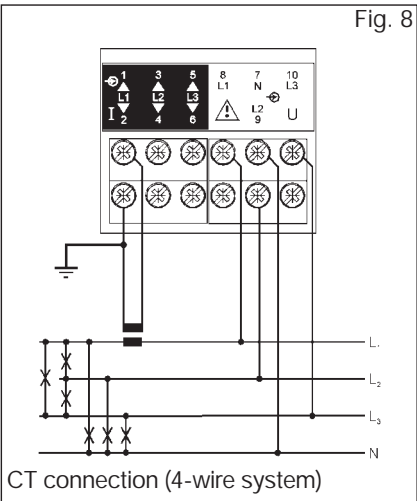 Fig. 8
1 3 5 8 7 10
L1 N L3
L1 L2 L3
I L2 U
2 4 6 9
L.
L2
L3
N
CT connection (4-wire system)